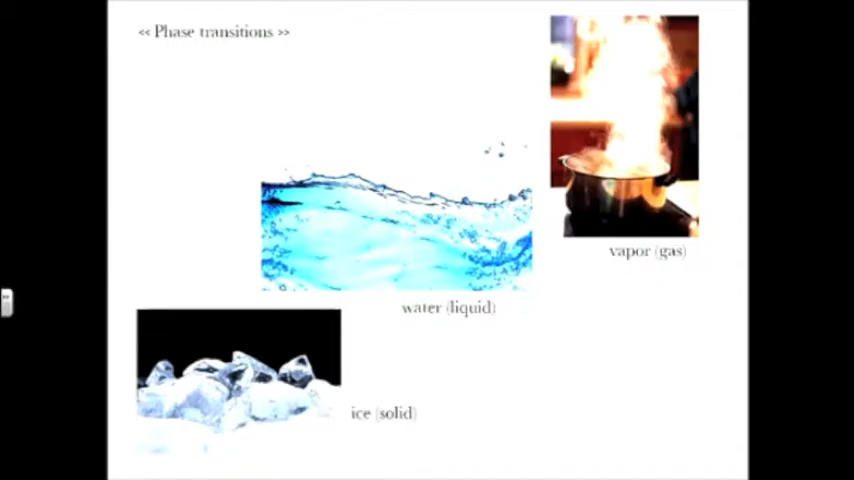 << Phase transitions >>
vapor (gas)
water (liquid)
ice (solid)